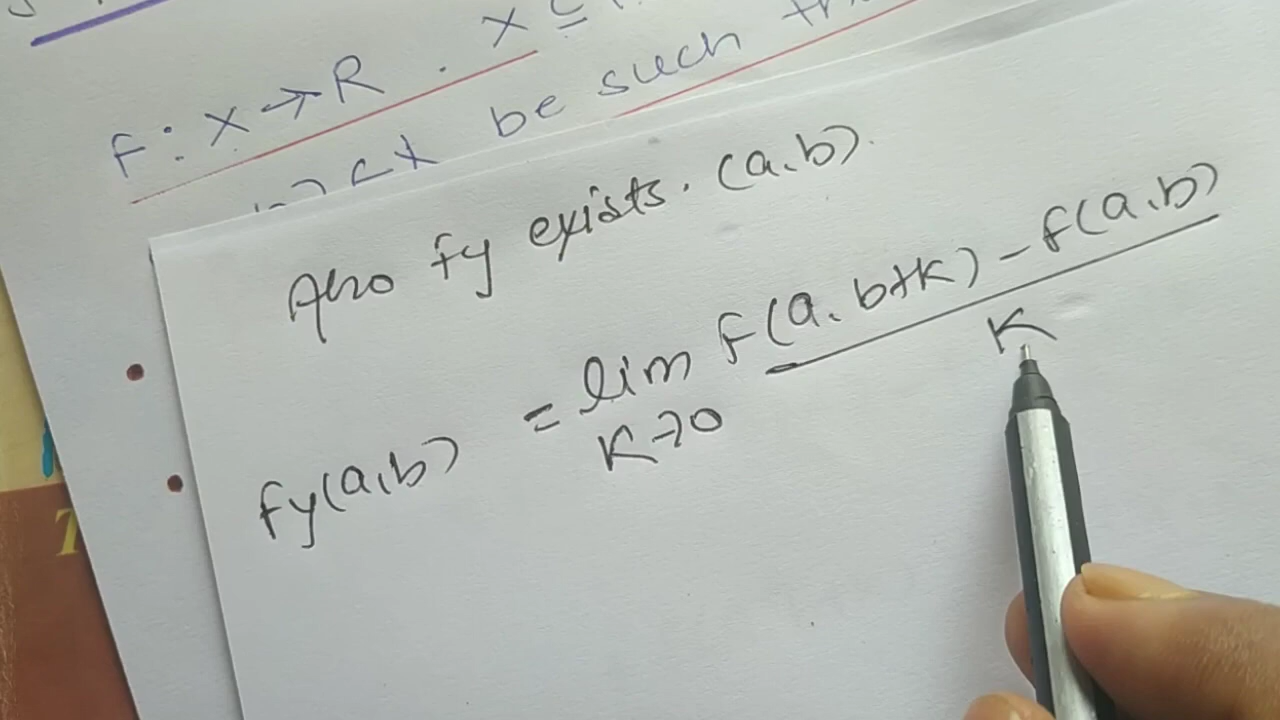 F: X → R . X ⊆
be such
Also fy exists. (a,b).
fy(a,b) = lim K→0 F(a, b+K) - f(a,b) / K